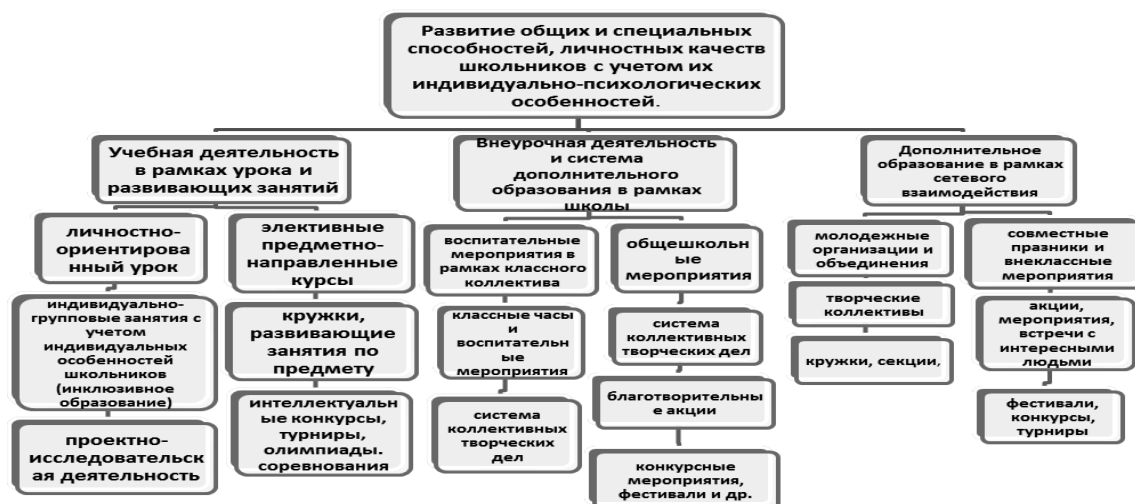 Развитие общих и специальных
способностей, личностных качеств
школьников с учетом их
индивидуально-психологических
особенностей.
Учебная деятельность
в рамках урока и
развивающих занятий
личностно-
ориентирова
нный урок
индивидуально-
групповые занятия с
учетом
индивидуальных
особенностей
школьников
(инклюзивное
образование)
проектно-
исследовательск
ая деятельность
элективные
предметно-
направленные
курсы
кружки,
развивающие
занятия по
предмету
интеллектуаль
ные конкурсы,
турниры,
олимпиады.
соревнования
Внеурочная деятельность
и система
дополнительного
образования в рамках
школы
воспитательные
мероприятия в
рамках классного
коллектива
классные часы и
воспитательн
ые
мероприятия
система
коллективных
творческих
дел
общешкольн
ые
мероприятия
система
коллективных
творческих дел
благотворительны
е акции
конкурсные
мероприятия,
фестивали и др.
Дополнительное
образование в рамках
сетевого
взаимодействия
молодежные
организации и
объединения
творческие
коллективы
кружки, секции,
совместные
празники и
внеклассные
мероприятия
акции,
мероприятия,
встречи с
интересными
людьми
фестивали,
конкурсы,
турниры